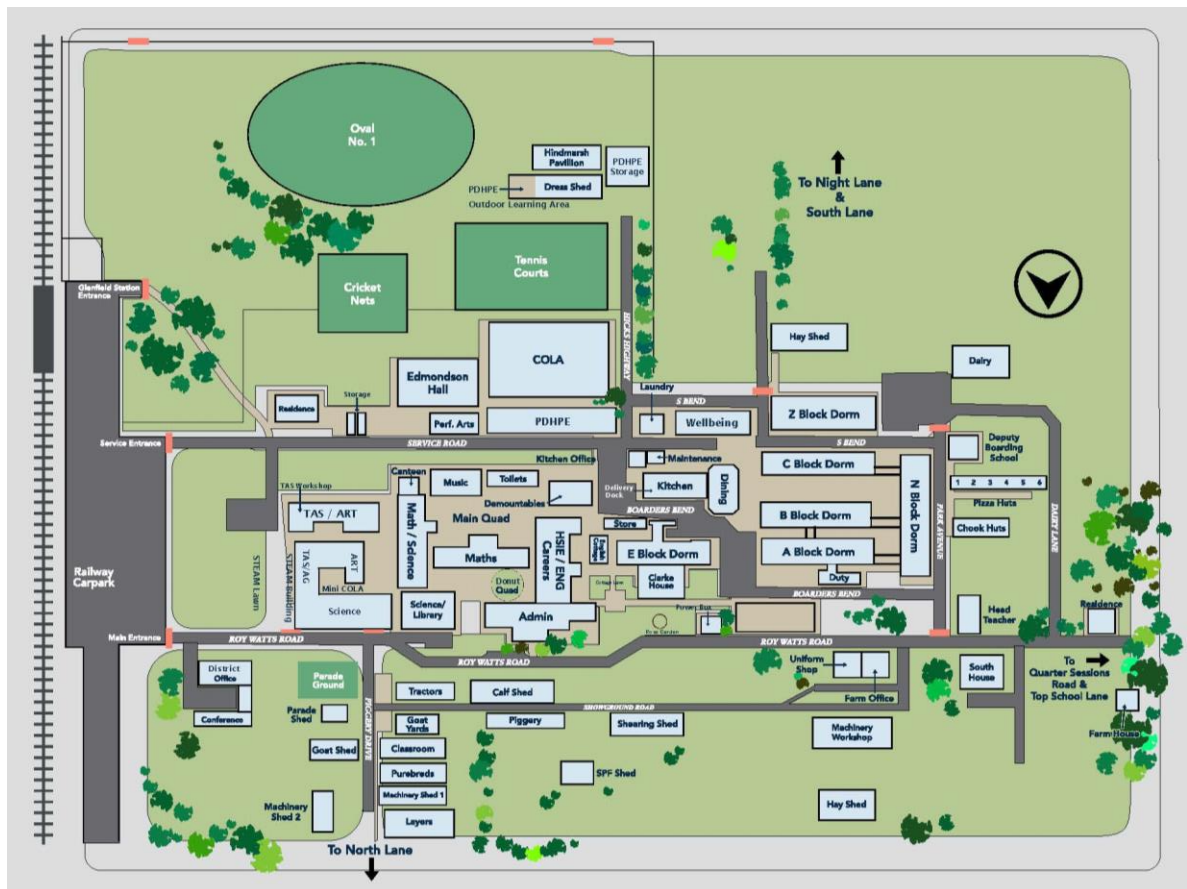 Oval
No. 1
Hindmarsh
Pavilion
PDHPE
Storage
PDHPE
Dress Shed
Outdoor Learning Area
To Night Lane
&
South Lane
Tennis
Courts
Cricket
Nets
Glenfield Station
Entrance
HICKS HIGHWAY
Hay Shed
Dairy
COLA
Edmondson
Hall
Laundry
Storage
Residence
Perf. Arts
PDHPE
S BEND
Wellbeing
Z Block Dorm
Service Entrance
SERVICE ROAD
S BEND
Deputy
Boarding
School
Kitchen Office
Maintenance
C Block Dorm
Canteen
Music
Toilets
TAS Workshop
Delivery
Dock
Kitchen
Dining
N Block Dorm
1 2 3 4 5 6
Pizza Huts
Demountables
TAS / ART
Math / Science
Main Quad
BOARDERS BEND
B Block Dorm
PARK AVENUE
Chook Huts
DAIRY LANE
Store
HSIE / ENG
Careers
English
Cottage
E Block Dorm
A Block Dorm
Maths
TAS/AG
ART
STEAM Lawn
STEAM Building
Railway
Carpark
Mini COLA
Donut
Quad
Clarke
House
Duty
BOARDERS BEND
Science
Science/
Library
Admin
Rose Garden
Head
Teacher
Residence
Main Entrance
ROY WATTS ROAD
ROY WATTS ROAD
ROY WATTS ROAD
District
Office
Parade
Ground
Uniform
Shop
South
House
To
Quarter Sessions
Road &
Top School Lane
Tractors
Calf Shed
Farm Office
Conference
Parade
Shed
PIGGERY DRIVE
SHOWGROUND ROAD
Goat
Yards
Piggery
Shearing Shed
Machinery
Workshop
Farm House
Goat Shed
Classroom
Purebreds
SPF Shed
Machinery
Shed 2
Machinery Shed 1
Hay Shed
Layers
To North Lane